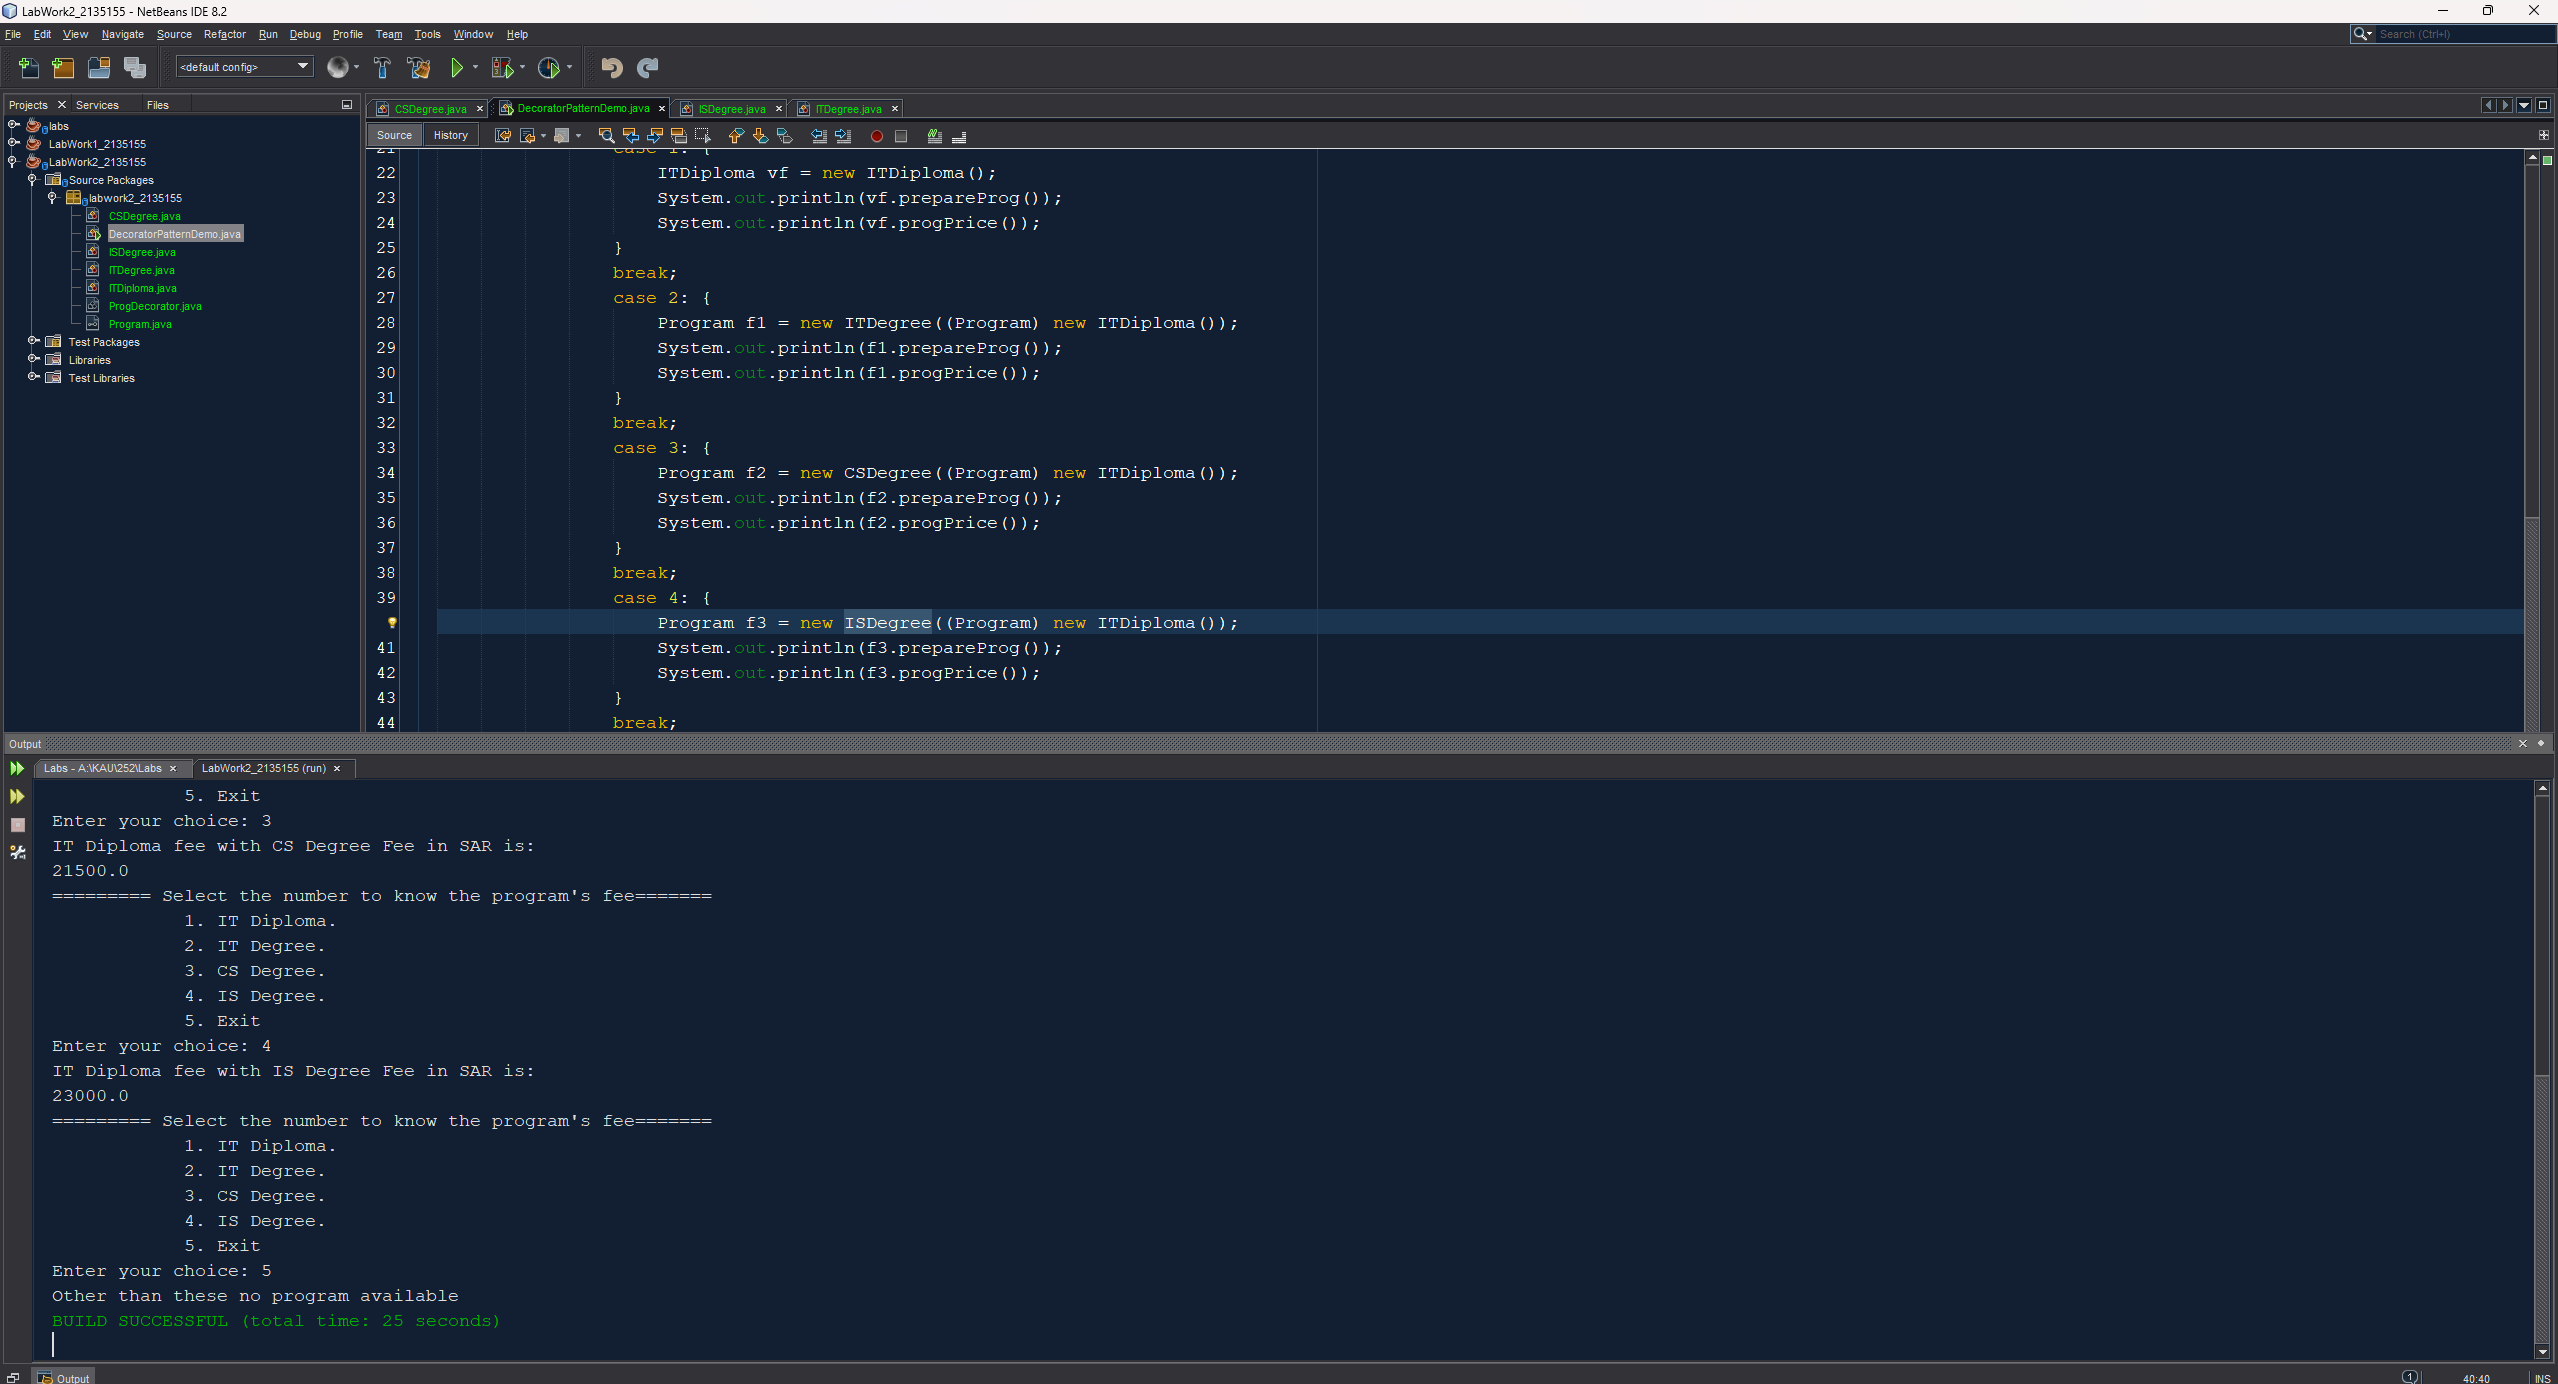 LabWork2_2135155 - NetBeans IDE 8.2
File Edit View Navigate Source Refactor Run Debug Profile Team Tools Window Help
Search (Ctrl+I)
<default config>
Projects Services Files
labs
LabWork1_2135155
LabWork2_2135155
Source Packages
labwork2_2135155
CSDegree.java
DecoratorPatternDemo.java
ISDegree.java
ITDegree.java
ITDiploma.java
ProgDecorator.java
Program.java
Test Packages
Libraries
Test Libraries
CSDegree.java DecoratorPatternDemo.java ISDegree.java ITDegree.java
Source History
21 case 1: {
22 ITDiploma vf = new ITDiploma();
23 System.out.println(vf.prepareProg());
24 System.out.println(vf.progPrice());
25 }
26 break;
27 case 2: {
28 Program f1 = new ITDegree((Program) new ITDiploma());
29 System.out.println(f1.prepareProg());
30 System.out.println(f1.progPrice());
31 }
32 break;
33 case 3: {
34 Program f2 = new CSDegree((Program) new ITDiploma());
35 System.out.println(f2.prepareProg());
36 System.out.println(f2.progPrice());
37 }
38 break;
39 case 4: {
Program f3 = new ISDegree((Program) new ITDiploma());
41 System.out.println(f3.prepareProg());
42 System.out.println(f3.progPrice());
43 }
44 break;
Output
Labs - A:\KAU\252\Labs LabWork2_2135155 (run)
5. Exit
Enter your choice: 3
IT Diploma fee with CS Degree Fee in SAR is:
21500.0
========= Select the number to know the program's fee=======
1. IT Diploma.
2. IT Degree.
3. CS Degree.
4. IS Degree.
5. Exit
Enter your choice: 4
IT Diploma fee with IS Degree Fee in SAR is:
23000.0
========= Select the number to know the program's fee=======
1. IT Diploma.
2. IT Degree.
3. CS Degree.
4. IS Degree.
5. Exit
Enter your choice: 5
Other than these no program available
BUILD SUCCESSFUL (total time: 25 seconds)
Output
1 40:40 INS